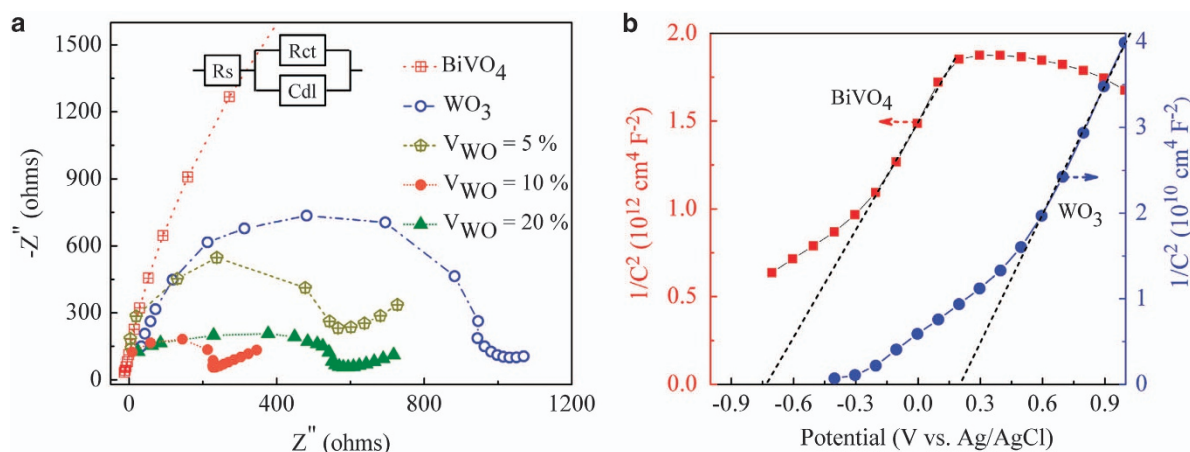 a
1500
1200
900
600
300
0
-Z" (ohms)
0 400 800 1200
Z" (ohms)
Rs
Rct
Cdl
BiVO4
WO3
VWO = 5 %
VWO = 10 %
VWO = 20 %
b
2.0
1.5
1.0
0.5
0.0
1/C² (10¹² cm⁴ F⁻²)
BiVO4
WO3
4
3
2
1
0
1/C² (10¹⁰ cm⁴ F⁻²)
-0.9 -0.6 -0.3 0.0 0.3 0.6 0.9
Potential (V vs. Ag/AgCl)